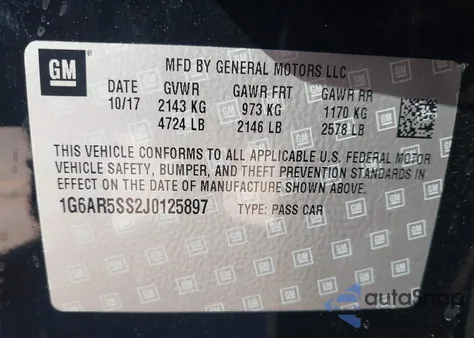 GM
MFD BY GENERAL MOTORS LLC
DATE GVWR GAWR FRT GAWR RR
10/17 2143 KG 973 KG 1170 KG
4724 LB 2146 LB 2578 LB
THIS VEHICLE CONFORMS TO ALL APPLICABLE U.S. FEDERAL MOTOR
VEHICLE SAFETY, BUMPER, AND THEFT PREVENTION STANDARDS
IN EFFECT ON THE DATE OF MANUFACTURE SHOWN ABOVE.
1G6AR5SS2J0125897 TYPE: PASS CAR
autoSnap